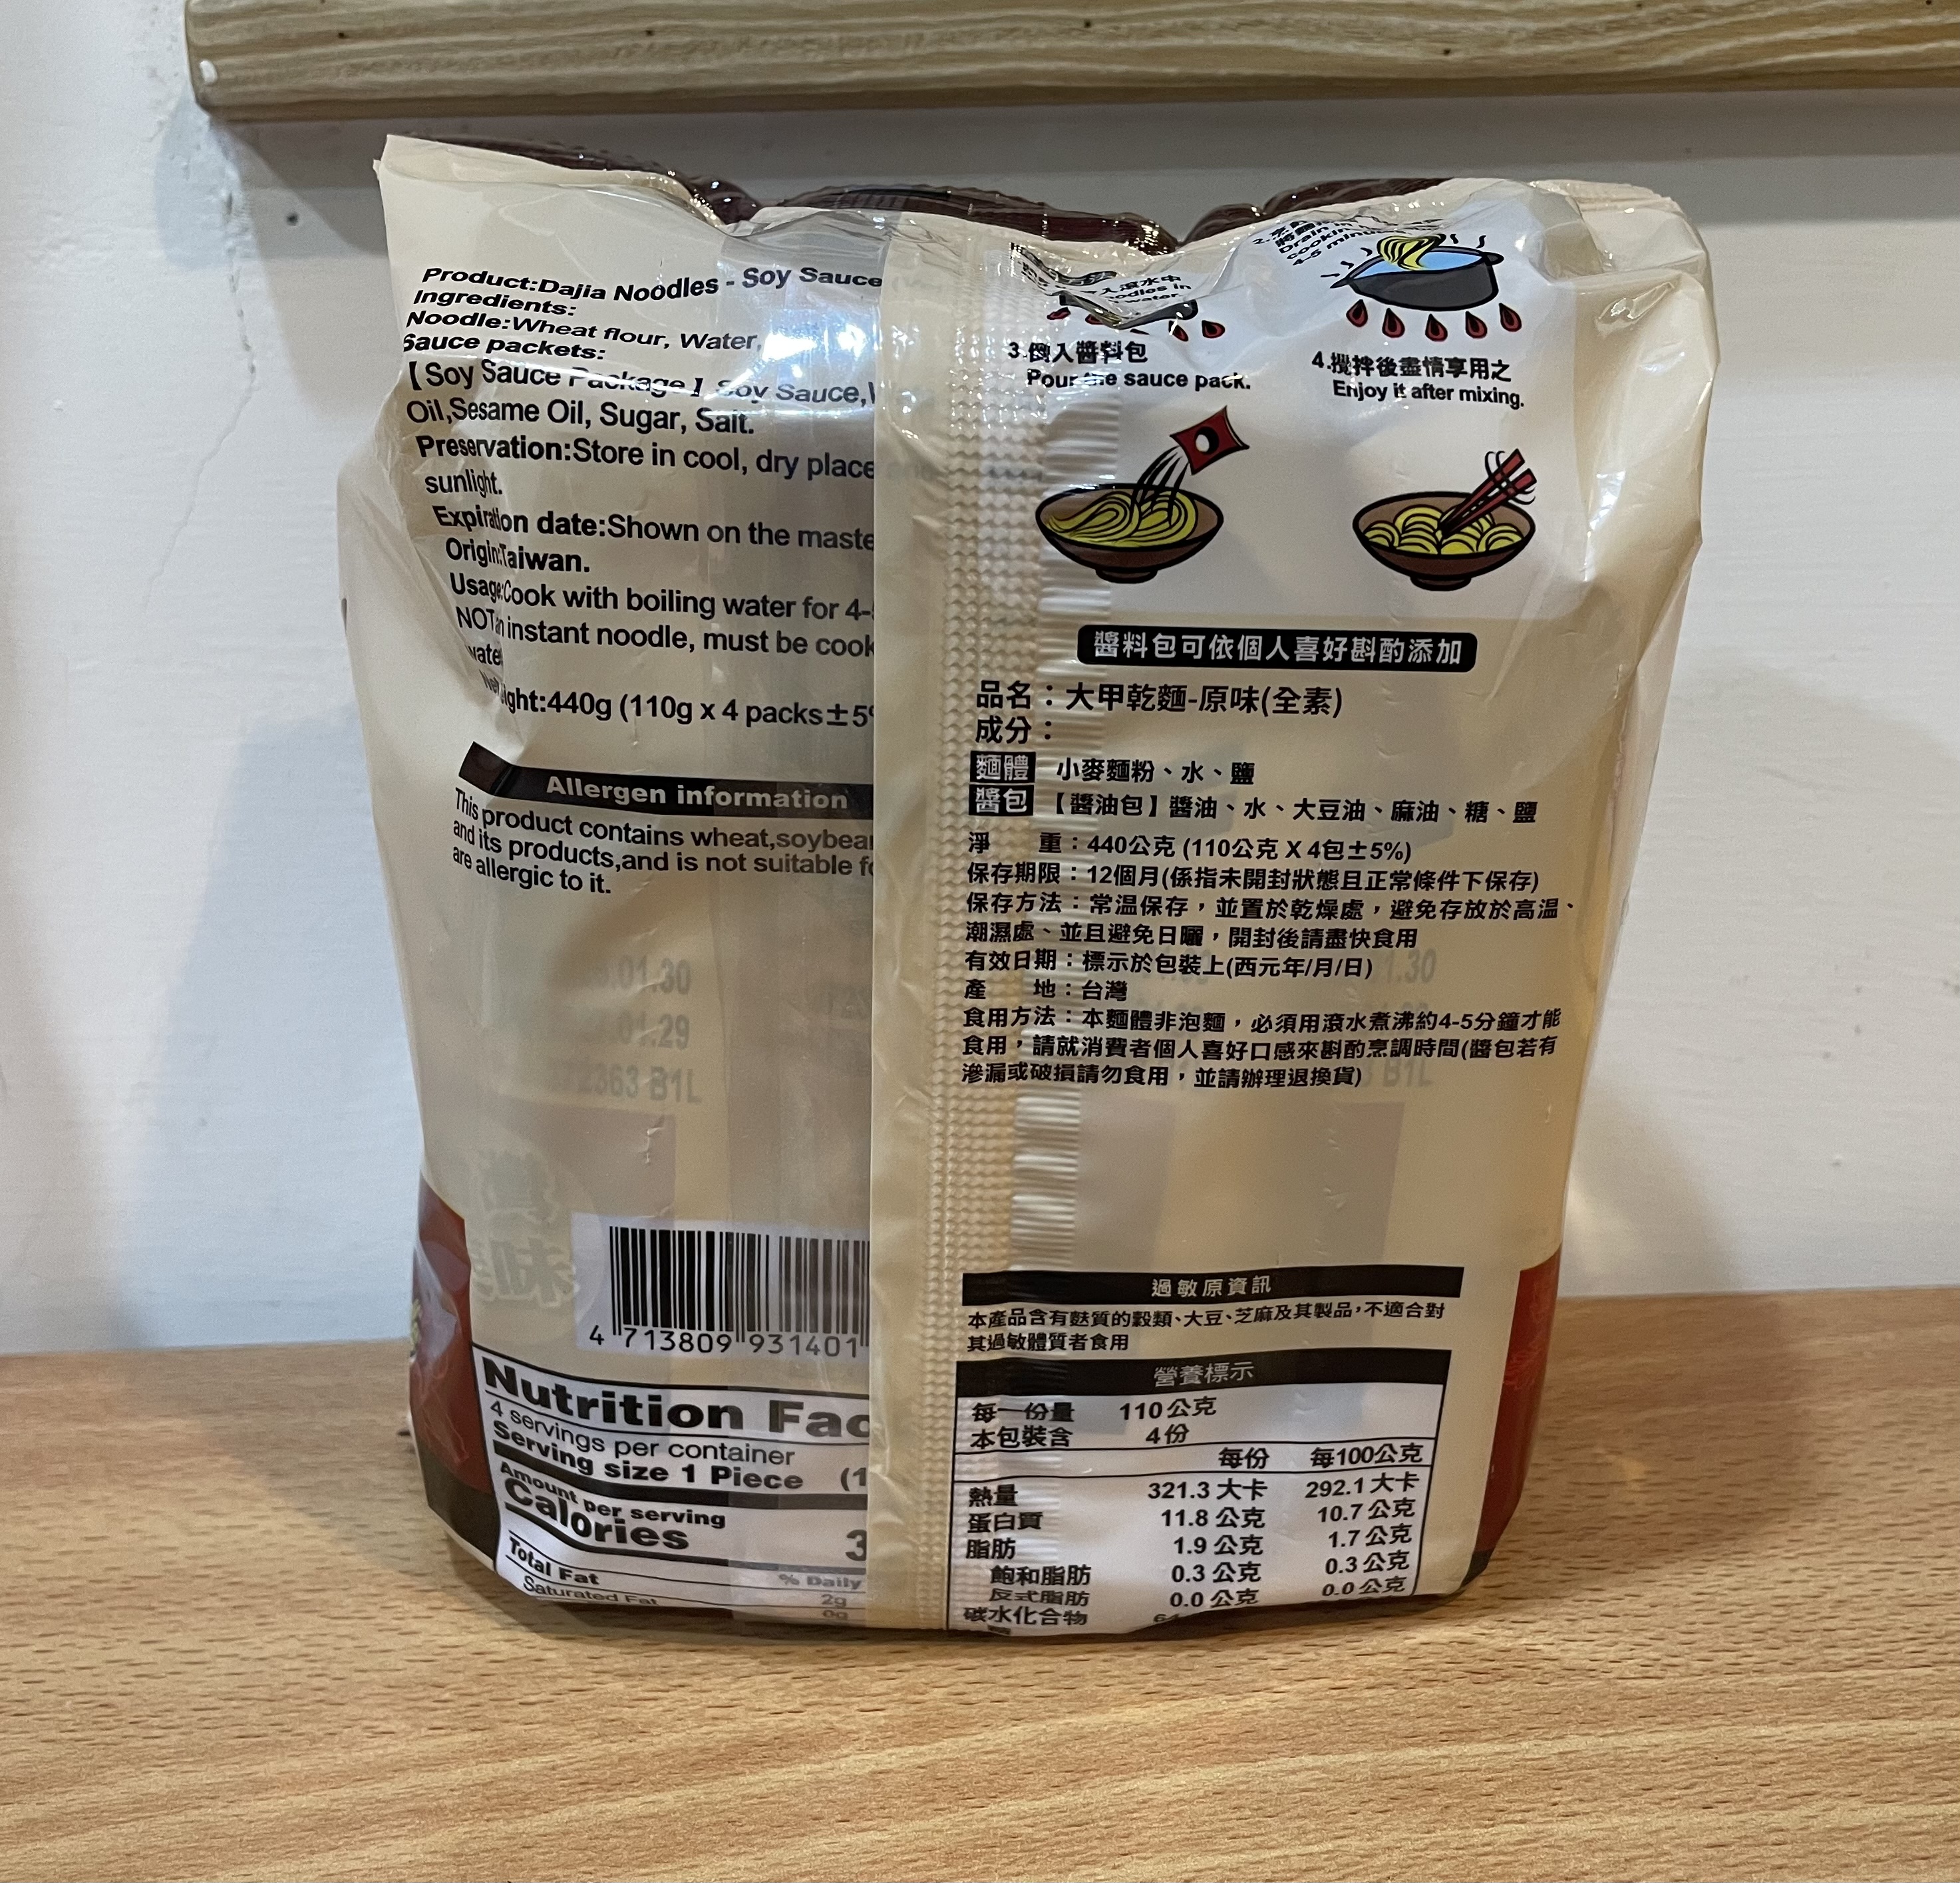 Product:Dajia Noodles - Soy Sauce
Ingredients:
Noodle:Wheat flour, Water,
Sauce packets:
【Soy Sauce Package】Soy Sauce,
Oil,Sesame Oil, Sugar, Salt.
Preservation:Store in cool, dry place
sunlight.
Expiration date:Shown on the
Origin:Taiwan.
Usage:Cook with boiling water for
NOT an instant noodle, must be
440g (110g x 4 packs±5
Allergen information
This product contains wheat,
and its products,and is not suitable
are allergic to it.
01.30
01.29
2363 B1L
4 713809 931401
Nutrition
4 servings per container
Serving size 1 Piece
Amount per serving
Calories
% Daily
Total Fat 2g
Saturated Fat 0g
2.
Drain
4-5
3.倒入醬料包
Pour the sauce pack.
4.攪拌後盡情享用之
Enjoy it after mixing.
醬料包可依個人喜好斟酌添加
品名：大甲乾麵-原味(全素)
成分：
麵體 小麥麵粉、水、鹽
醬包 【醬油包】醬油、水、大豆油、麻油、糖、鹽
淨 重：440公克 (110公克 X 4包±5%)
保存期限：12個月(係指未開封狀態且正常條件下保存)
保存方法：常温保存，並置於乾燥處，避免存放於高温、
潮濕處、並且避免日曬，開封後請盡快食用
有效日期：標示於包裝上(西元年/月/日)
產 地：台灣
食用方法：本麵體非泡麵，必須用滾水煮沸約4-5分鐘才能
食用，請就消費者個人喜好口感來斟酌烹調時間(醬包若有
滲漏或破損請勿食用，並請辦理退換貨)
過敏原資訊
本產品含有麩質的穀類、大豆、芝麻及其製品,不適合對
其過敏體質者食用
營養標示
每一份量 110公克
本包裝含 4份
每份 每100公克
熱量 321.3 大卡 292.1 大卡
蛋白質 11.8 公克 10.7 公克
脂肪 1.9 公克 1.7 公克
飽和脂肪 0.3 公克 0.3 公克
反式脂肪 0.0 公克 0.0 公克
碳水化合物